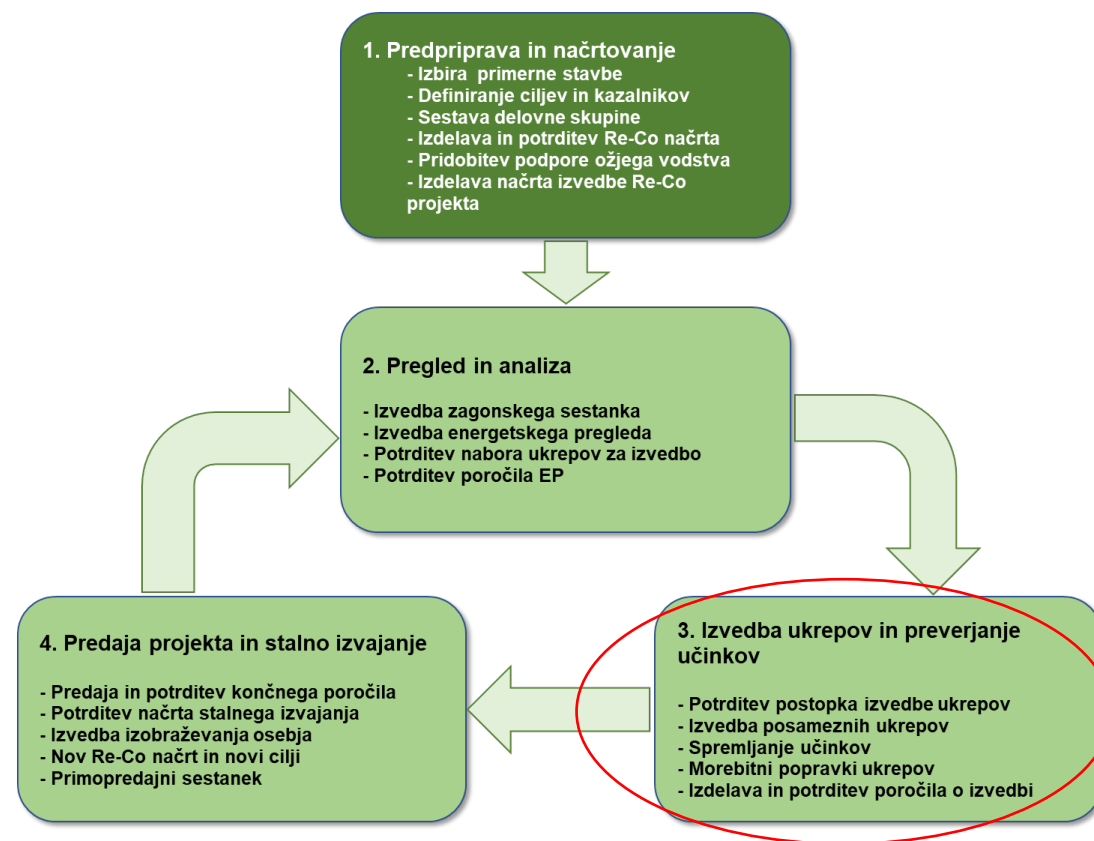 1. Predpriprava in načrtovanje
- Izbira primerne stavbe
- Definiranje ciljev in kazalnikov
- Sestava delovne skupine
- Izdelava in potrditev Re-Co načrta
- Pridobitev podpore ožjega vodstva
- Izdelava načrta izvedbe Re-Co
projekta
2. Pregled in analiza
- Izvedba zagonskega sestanka
- Izvedba energetskega pregleda
- Potrditev nabora ukrepov za izvedbo
- Potrditev poročila EP
3. Izvedba ukrepov in preverjanje
učinkov
- Potrditev postopka izvedbe ukrepov
- Izvedba posameznih ukrepov
- Spremljanje učinkov
- Morebitni popravki ukrepov
- Izdelava in potrditev poročila o izvedbi
4. Predaja projekta in stalno izvajanje
- Predaja in potrditev končnega poročila
- Potrditev načrta stalnega izvajanja
- Izvedba izobraževanja osebja
- Nov Re-Co načrt in novi cilji
- Primopredajni sestanek